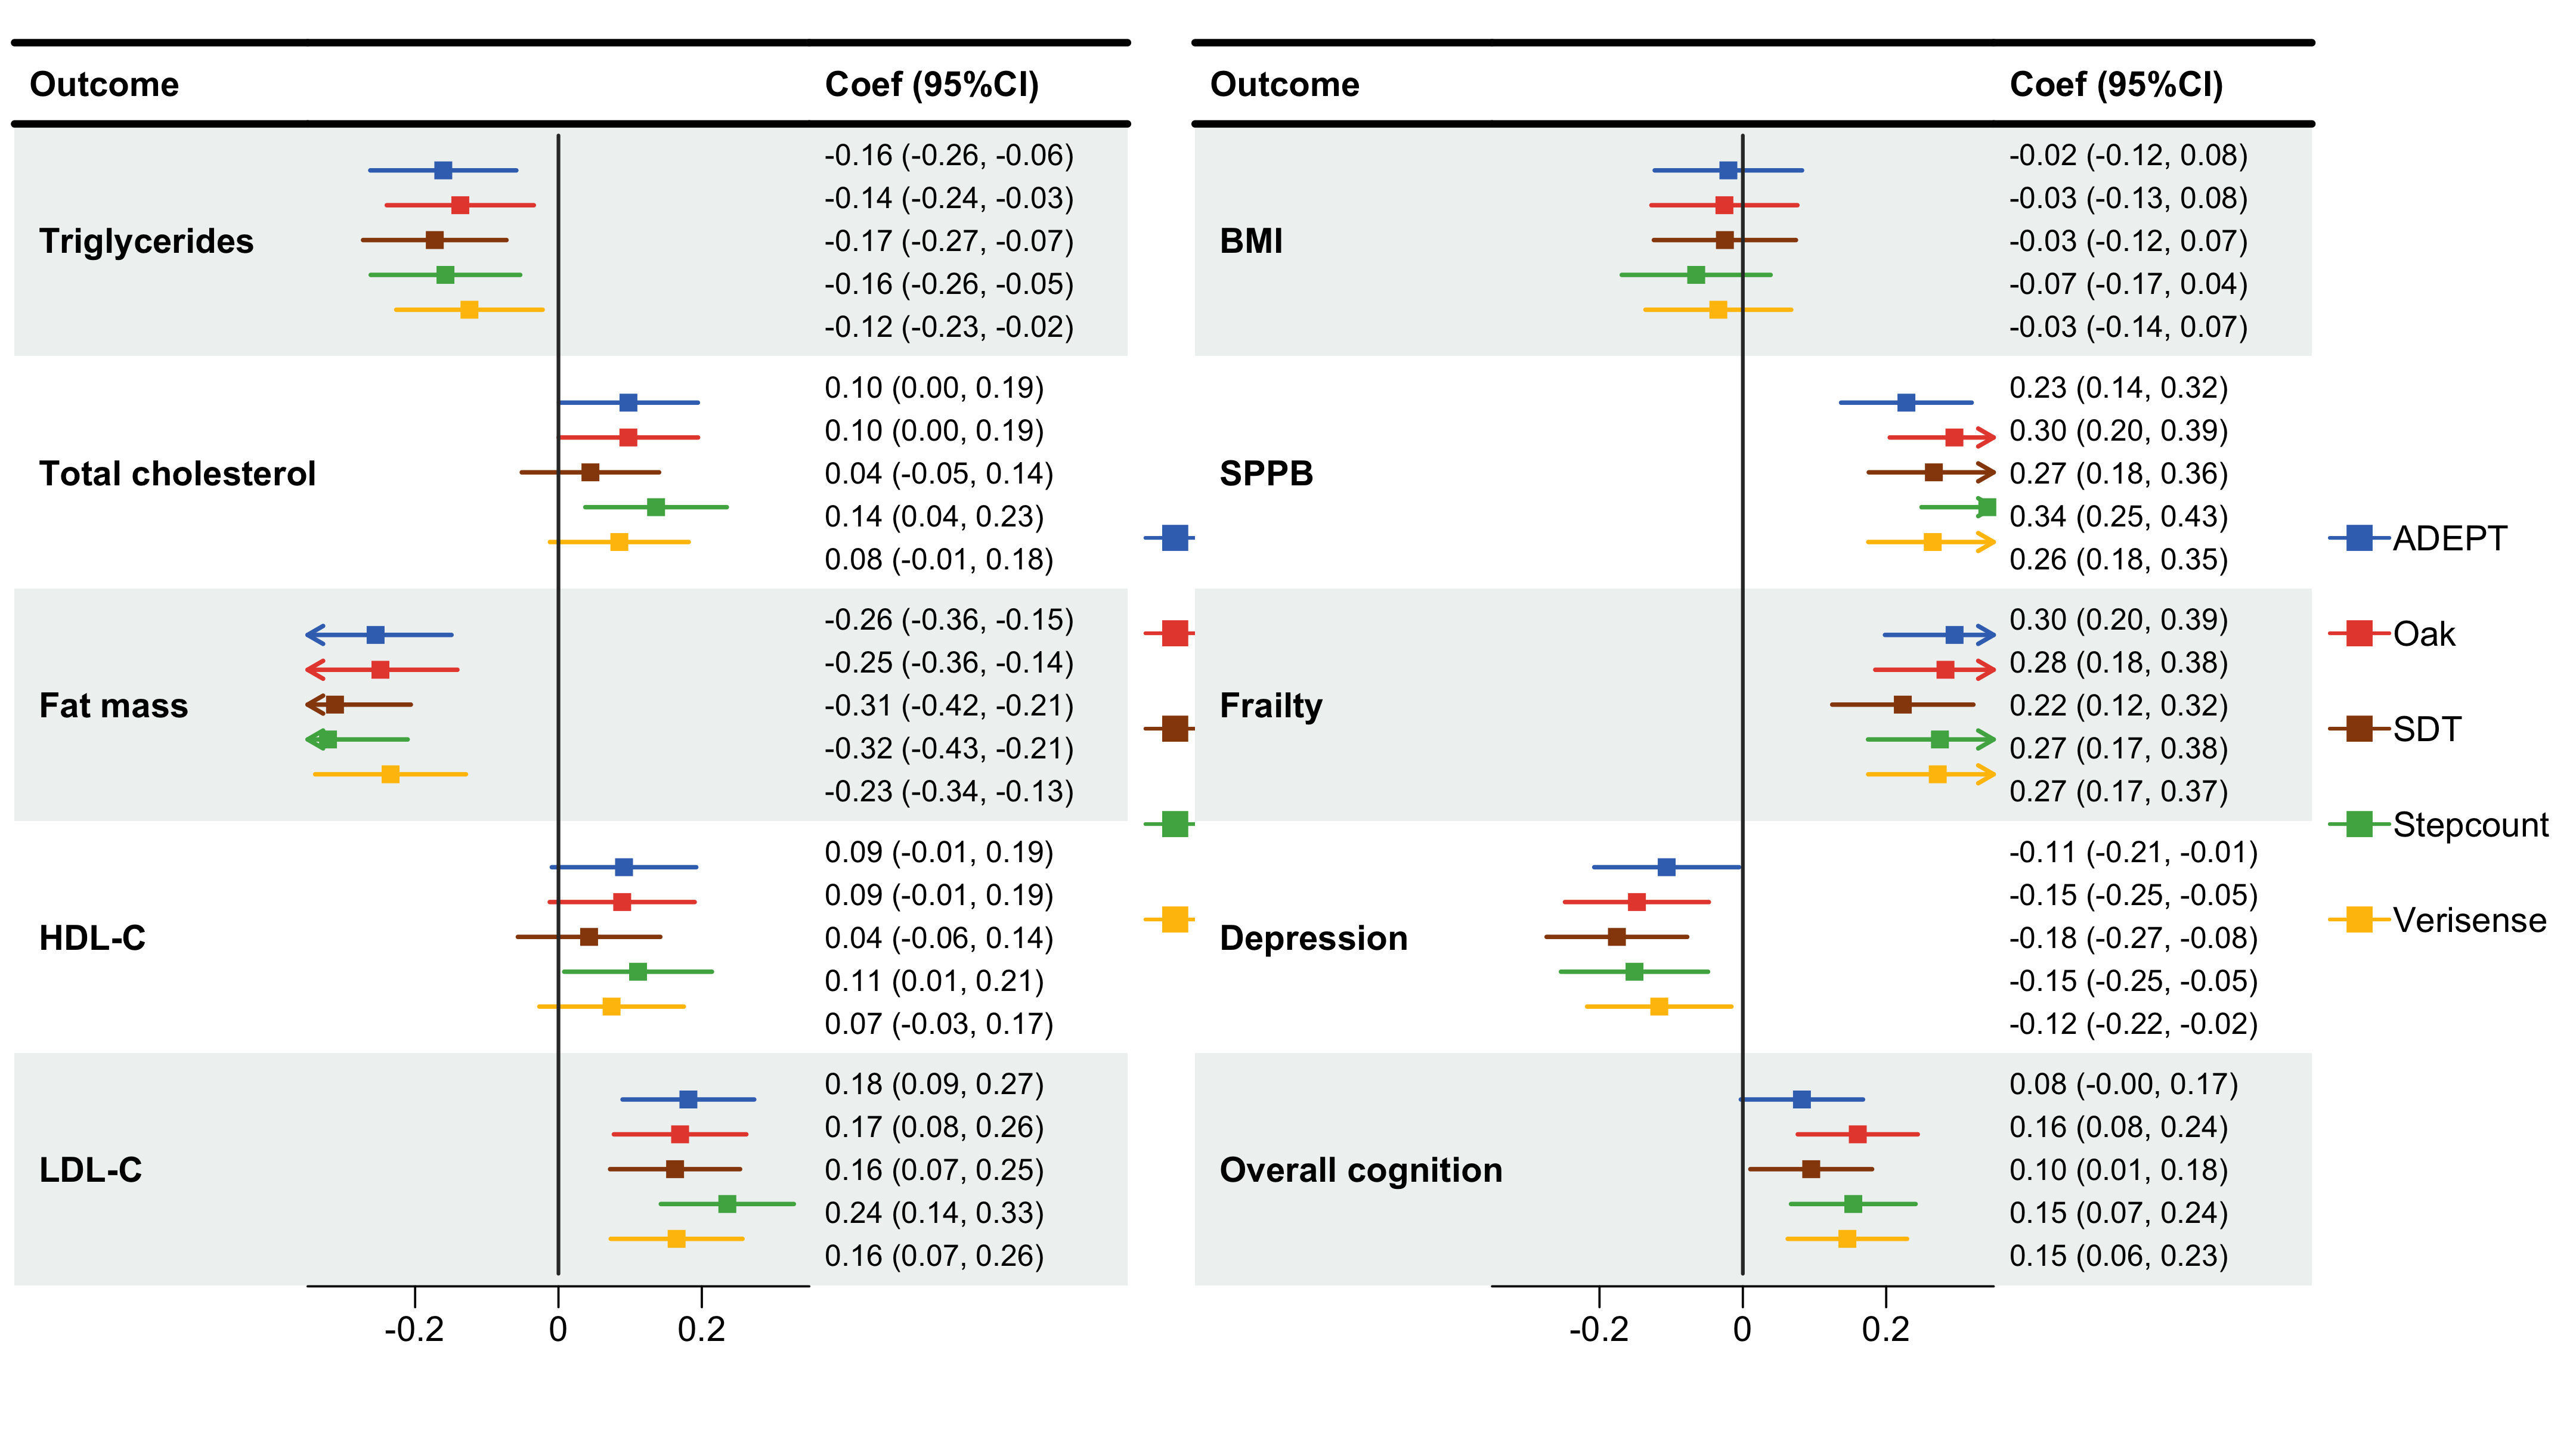 Outcome Coef (95%CI)
Triglycerides
-0.16 (-0.26, -0.06)
-0.14 (-0.24, -0.03)
-0.17 (-0.27, -0.07)
-0.16 (-0.26, -0.05)
-0.12 (-0.23, -0.02)
Total cholesterol
0.10 (0.00, 0.19)
0.10 (0.00, 0.19)
0.04 (-0.05, 0.14)
0.14 (0.04, 0.23)
0.08 (-0.01, 0.18)
Fat mass
-0.26 (-0.36, -0.15)
-0.25 (-0.36, -0.14)
-0.31 (-0.42, -0.21)
-0.32 (-0.43, -0.21)
-0.23 (-0.34, -0.13)
HDL-C
0.09 (-0.01, 0.19)
0.09 (-0.01, 0.19)
0.04 (-0.06, 0.14)
0.11 (0.01, 0.21)
0.07 (-0.03, 0.17)
LDL-C
0.18 (0.09, 0.27)
0.17 (0.08, 0.26)
0.16 (0.07, 0.25)
0.24 (0.14, 0.33)
0.16 (0.07, 0.26)
-0.2 0 0.2
Outcome Coef (95%CI)
BMI
-0.02 (-0.12, 0.08)
-0.03 (-0.13, 0.08)
-0.03 (-0.12, 0.07)
-0.07 (-0.17, 0.04)
-0.03 (-0.14, 0.07)
SPPB
0.23 (0.14, 0.32)
0.30 (0.20, 0.39)
0.27 (0.18, 0.36)
0.34 (0.25, 0.43)
0.26 (0.18, 0.35)
Frailty
0.30 (0.20, 0.39)
0.28 (0.18, 0.38)
0.22 (0.12, 0.32)
0.27 (0.17, 0.38)
0.27 (0.17, 0.37)
Depression
-0.11 (-0.21, -0.01)
-0.15 (-0.25, -0.05)
-0.18 (-0.27, -0.08)
-0.15 (-0.25, -0.05)
-0.12 (-0.22, -0.02)
Overall cognition
0.08 (-0.00, 0.17)
0.16 (0.08, 0.24)
0.10 (0.01, 0.18)
0.15 (0.07, 0.24)
0.15 (0.06, 0.23)
-0.2 0 0.2
ADEPT
Oak
SDT
Stepcount
Verisense